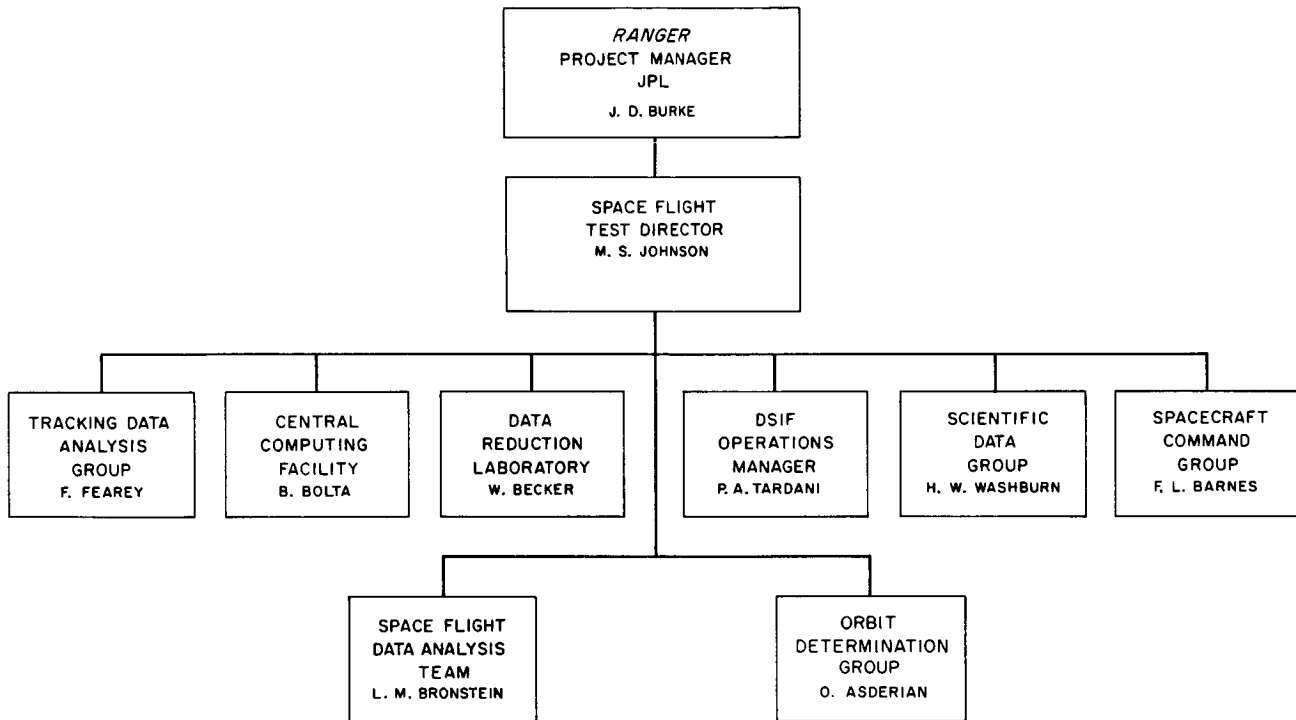 RANGER
PROJECT MANAGER
JPL
J. D. BURKE
SPACE FLIGHT
TEST DIRECTOR
M. S. JOHNSON
TRACKING DATA
ANALYSIS
GROUP
F. FEAREY
CENTRAL
COMPUTING
FACILITY
B. BOLTA
DATA
REDUCTION
LABORATORY
W. BECKER
DSIF
OPERATIONS
MANAGER
P. A. TARDANI
SCIENTIFIC
DATA
GROUP
H. W. WASHBURN
SPACECRAFT
COMMAND
GROUP
F. L. BARNES
SPACE FLIGHT
DATA ANALYSIS
TEAM
L. M. BRONSTEIN
ORBIT
DETERMINATION
GROUP
O. ASDERIAN